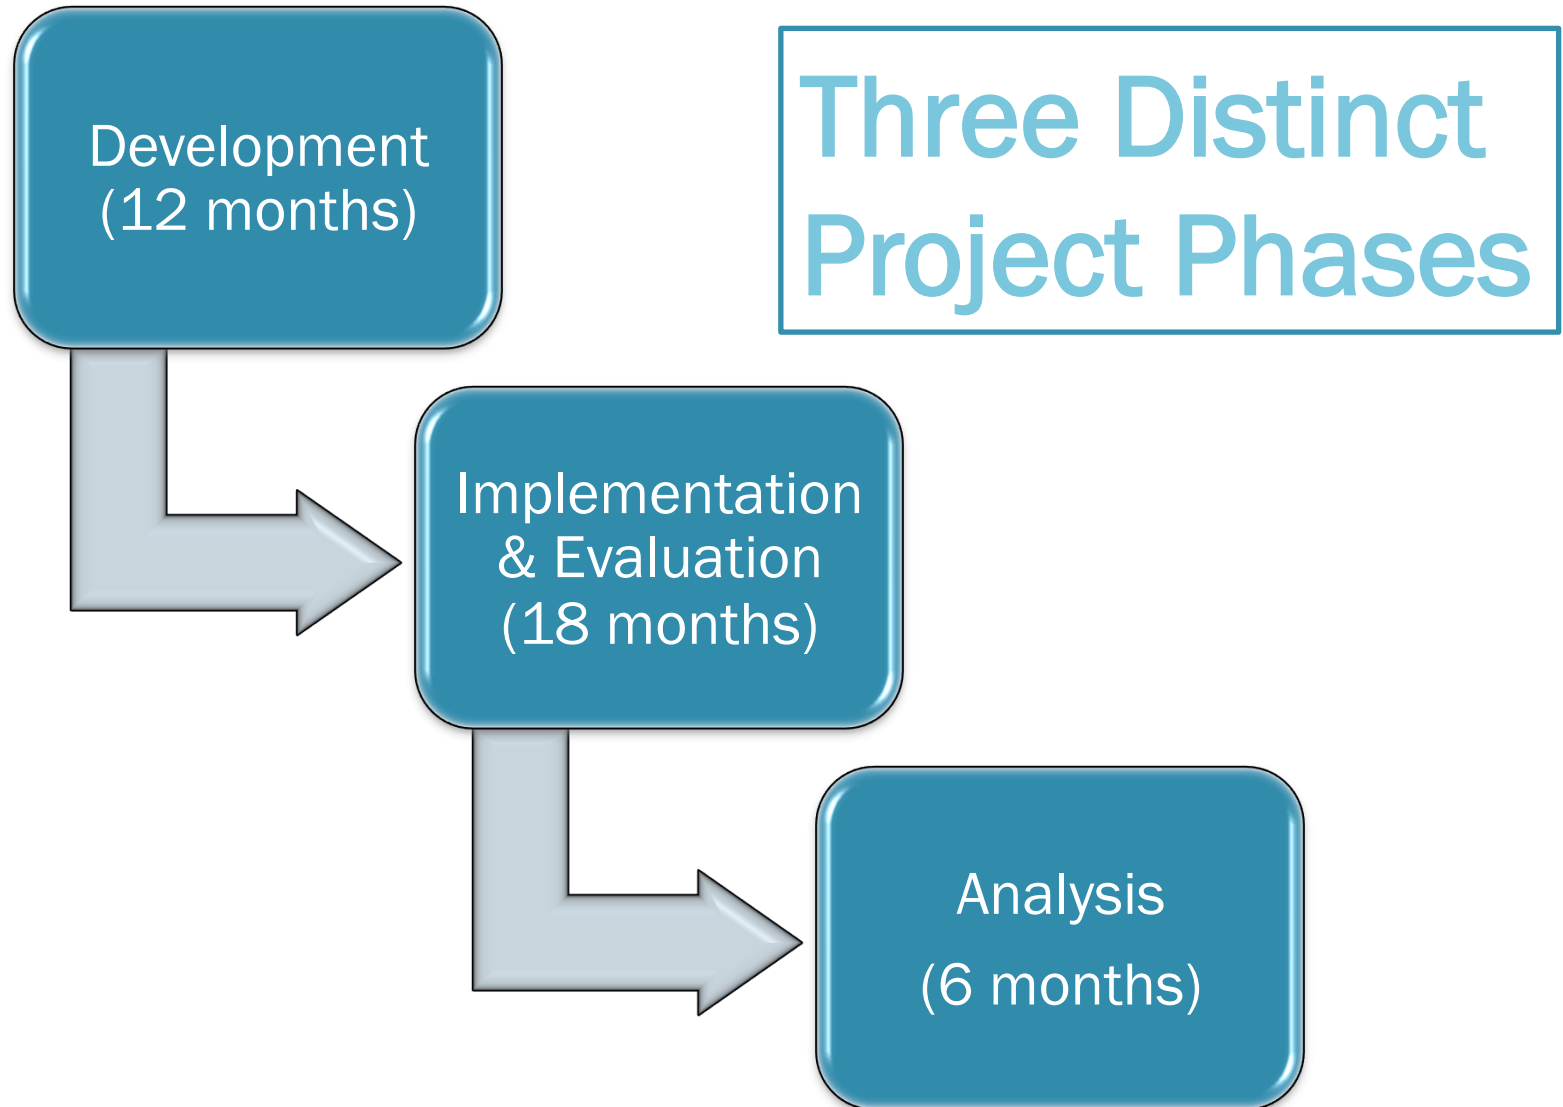 Three Distinct
Project Phases
Development
(12 months)
Implementation
& Evaluation
(18 months)
Analysis
(6 months)